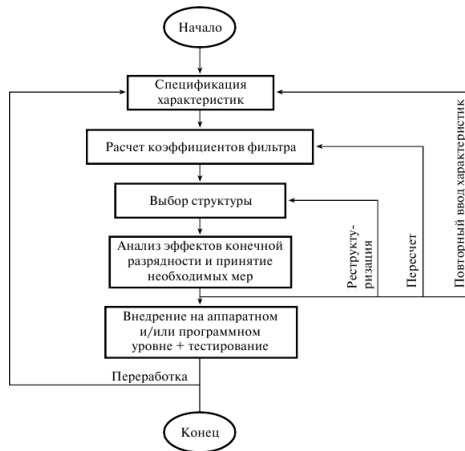 Начало
Спецификация
характеристик
Расчет коэффициентов фильтра
Выбор структуры
Анализ эффектов конечной
разрядности и принятие
необходимых мер
Рестрükту-
ризация
Пересчет
Повторный ввод характеристик
Внедрение на аппаратном
и/или программном
уровне + тестирование
Переработка
Конец